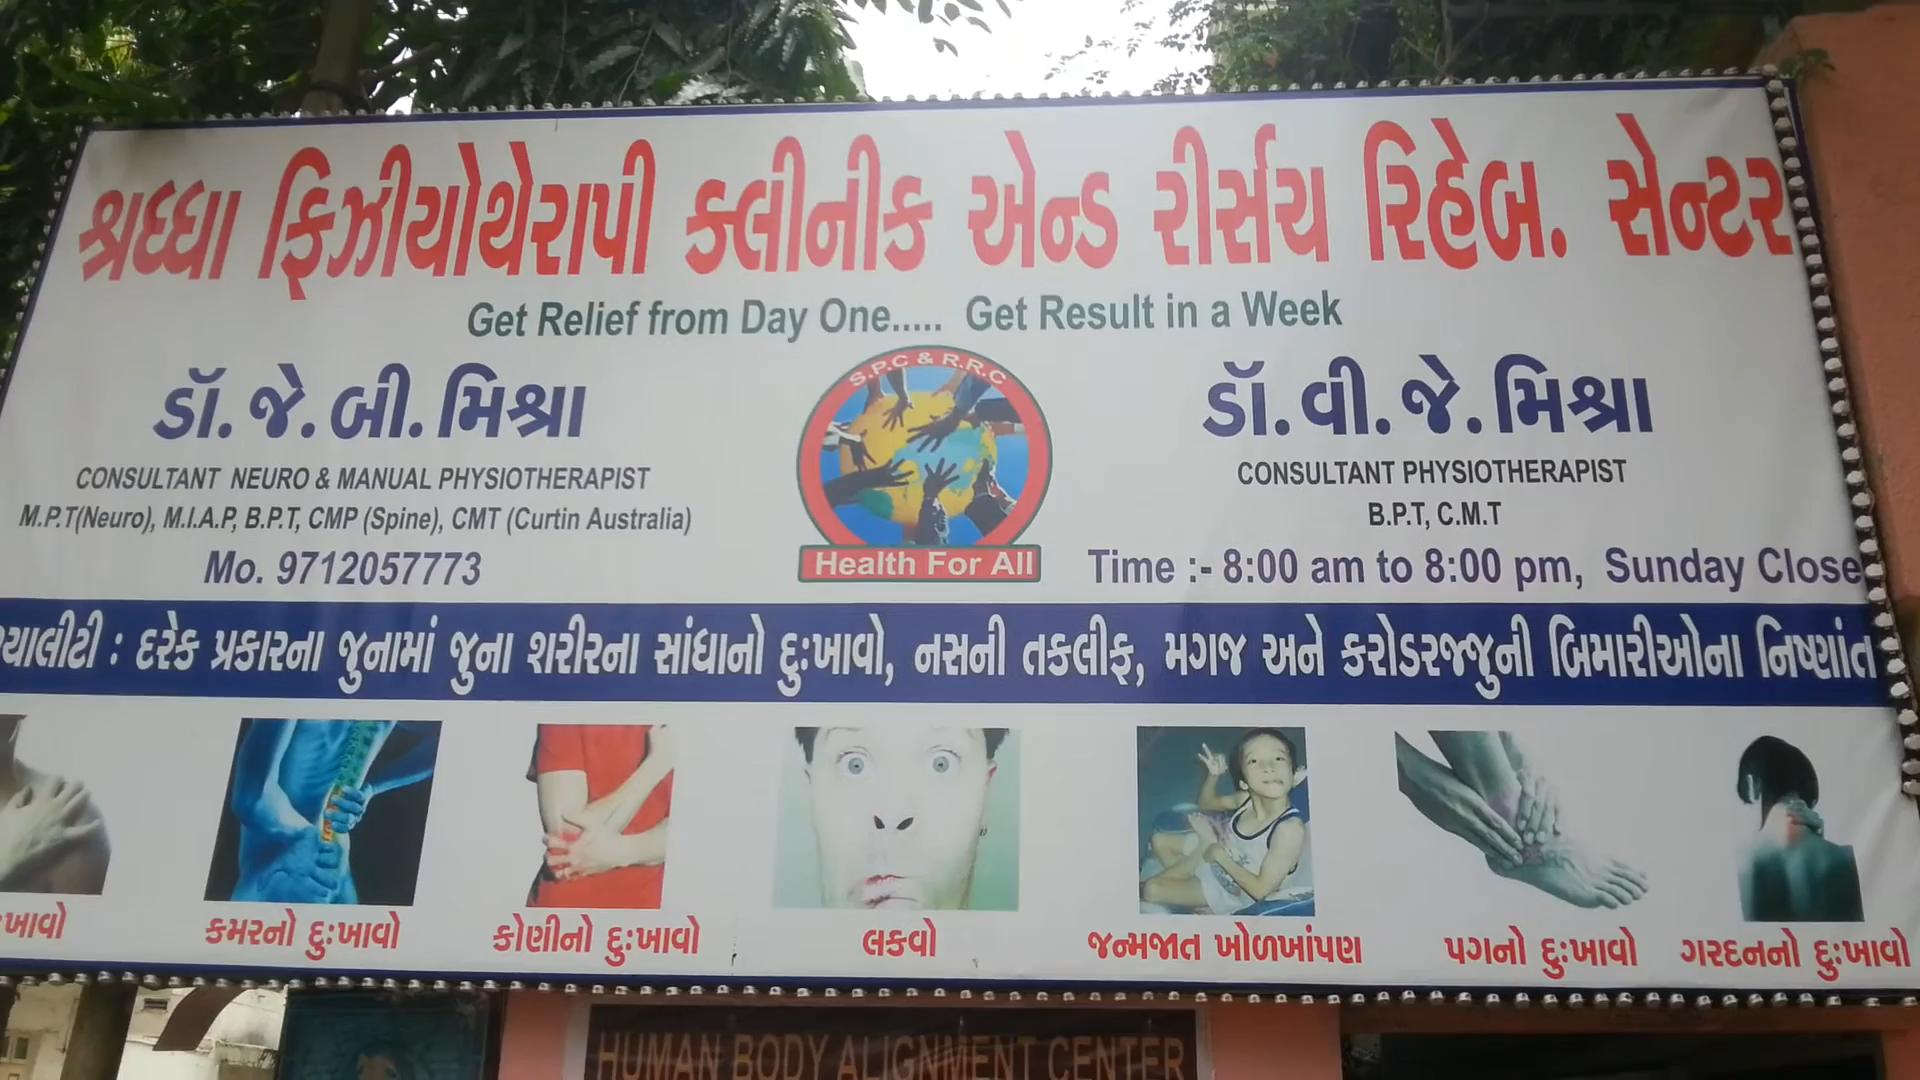 શ્રધ્ધા ફિઝીયોથેરાપી ક્લીનીક એન્ડ રીર્સચ રિહેબ. સેન્ટર
Get Relief from Day One..... Get Result in a Week
S.P.C & R.R.C
Health For All
ડૉ. જે. બી. મિશ્રા
CONSULTANT NEURO & MANUAL PHYSIOTHERAPIST
M.P.T(Neuro), M.I.A.P, B.P.T, CMP (Spine), CMT (Curtin Australia)
Mo. 9712057773
ડૉ. વી. જે. મિશ્રા
CONSULTANT PHYSIOTHERAPIST
B.P.T, C.M.T
Time :- 8:00 am to 8:00 pm, Sunday Close
: દરેક પ્રકારના જુનામાં જુના શરીરના સાંધાનો દુઃખાવો, નસની તકલીફ, મગજ અને કરોડરજ્જુની બિમારીઓના નિષ્ણાંત
કમરનો દુઃખાવો
કોણીનો દુઃખાવો
લકવો
જન્મજાત ખોળખાંપણ
પગનો દુઃખાવો
ગરદનનો દુઃખાવો
HUMAN BODY ALIGNMENT CENTER